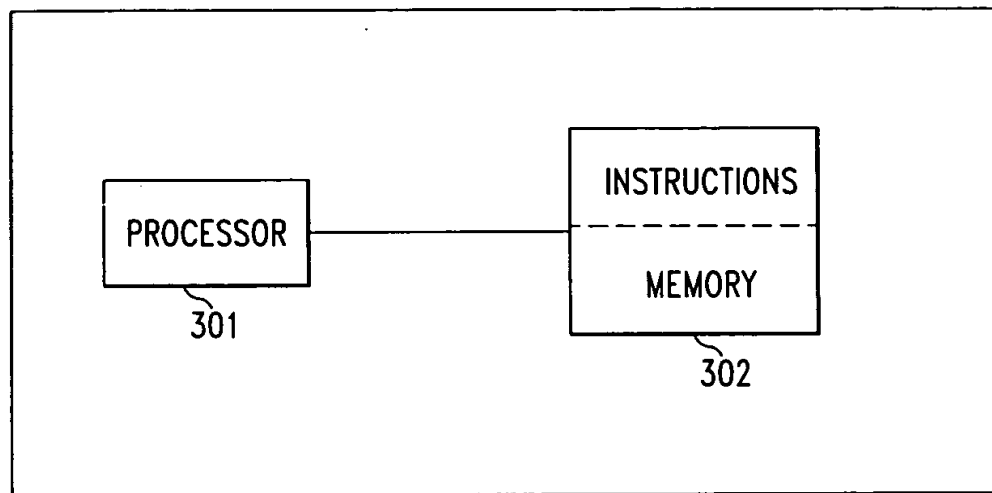 INSTRUCTIONS
PROCESSOR
MEMORY
301
302